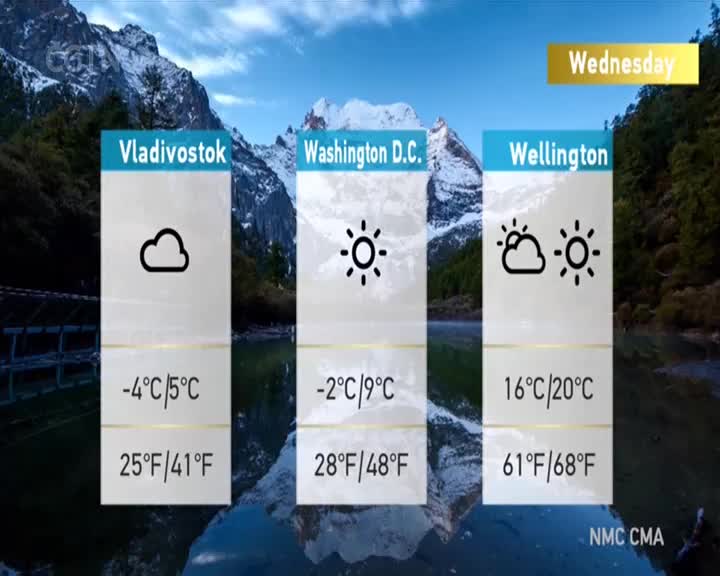 CGTN
Wednesday
Vladivostok
Washington D.C.
Wellington
-4°C/5°C
-2°C/9°C
16°C/20°C
25°F/41°F
28°F/48°F
61°F/68°F
NMC CMA